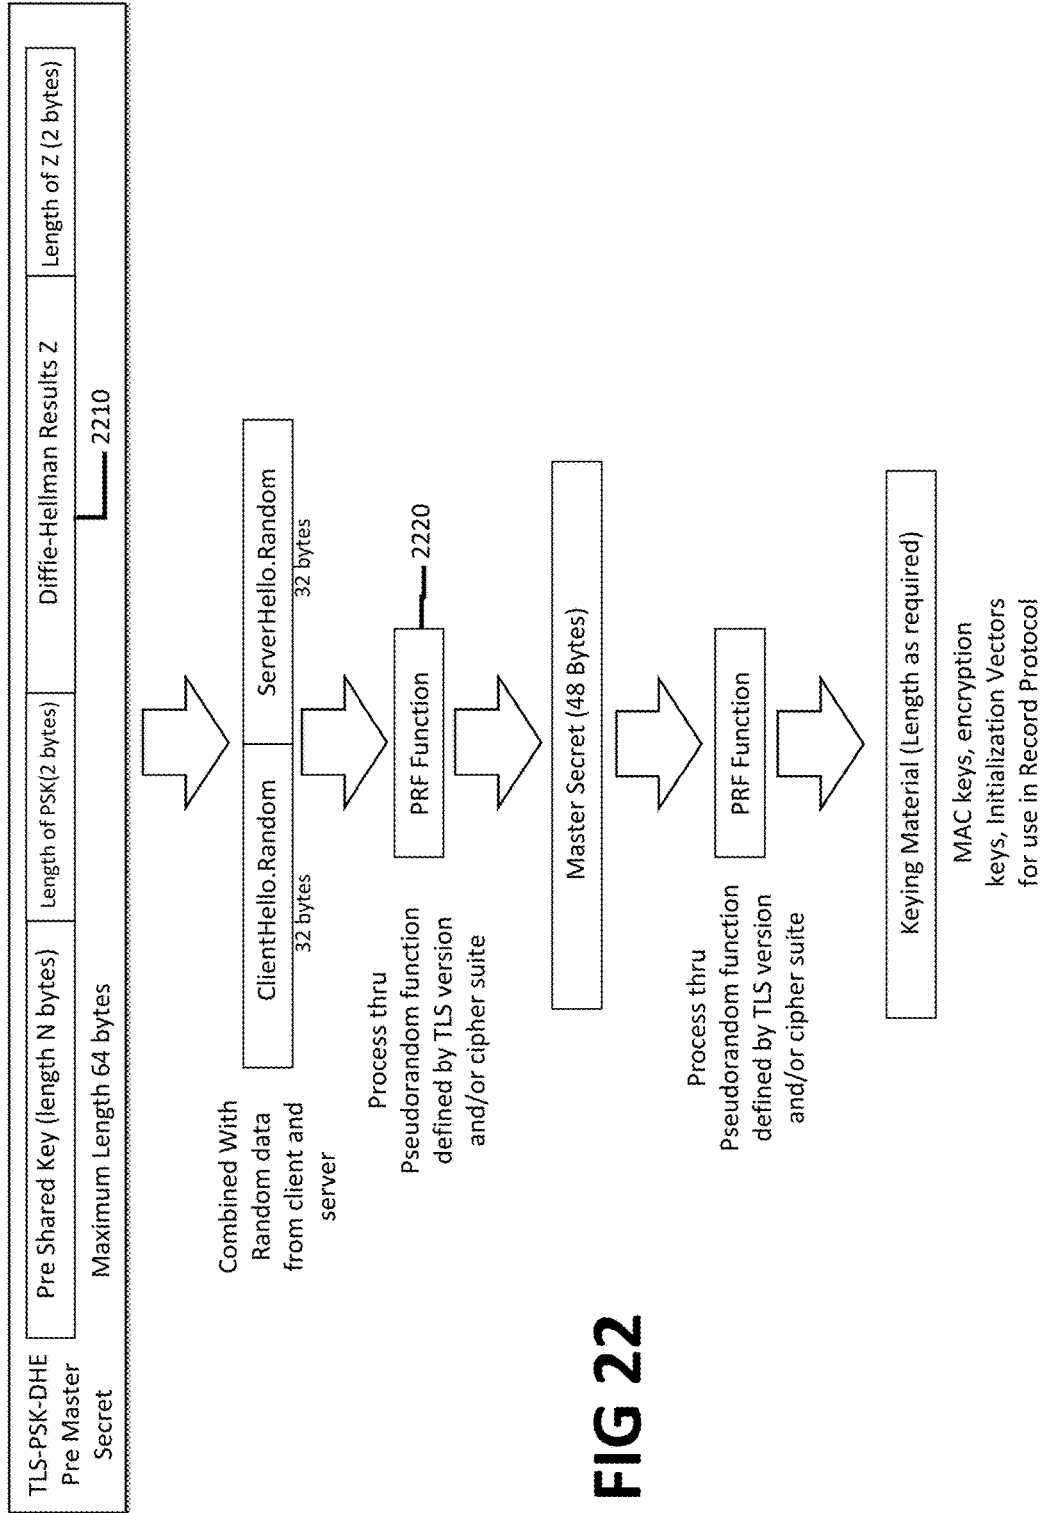 TLS-PSK-DHE
Pre Master
Secret
Pre Shared Key (length N bytes)
Length of PSK(2 bytes)
Diffie-Hellman Results Z
Length of Z (2 bytes)
Maximum Length 64 bytes
2210
Combined With
Random data
from client and
server
ClientHello.Random
ServerHello.Random
32 bytes
32 bytes
Process thru
Pseudorandom function
defined by TLS version
and/or cipher suite
PRF Function
2220
Master Secret (48 Bytes)
Process thru
Pseudorandom function
defined by TLS version
and/or cipher suite
PRF Function
Keying Material (Length as required)
MAC keys, encryption
keys, Initialization Vectors
for use in Record Protocol
FIG 22